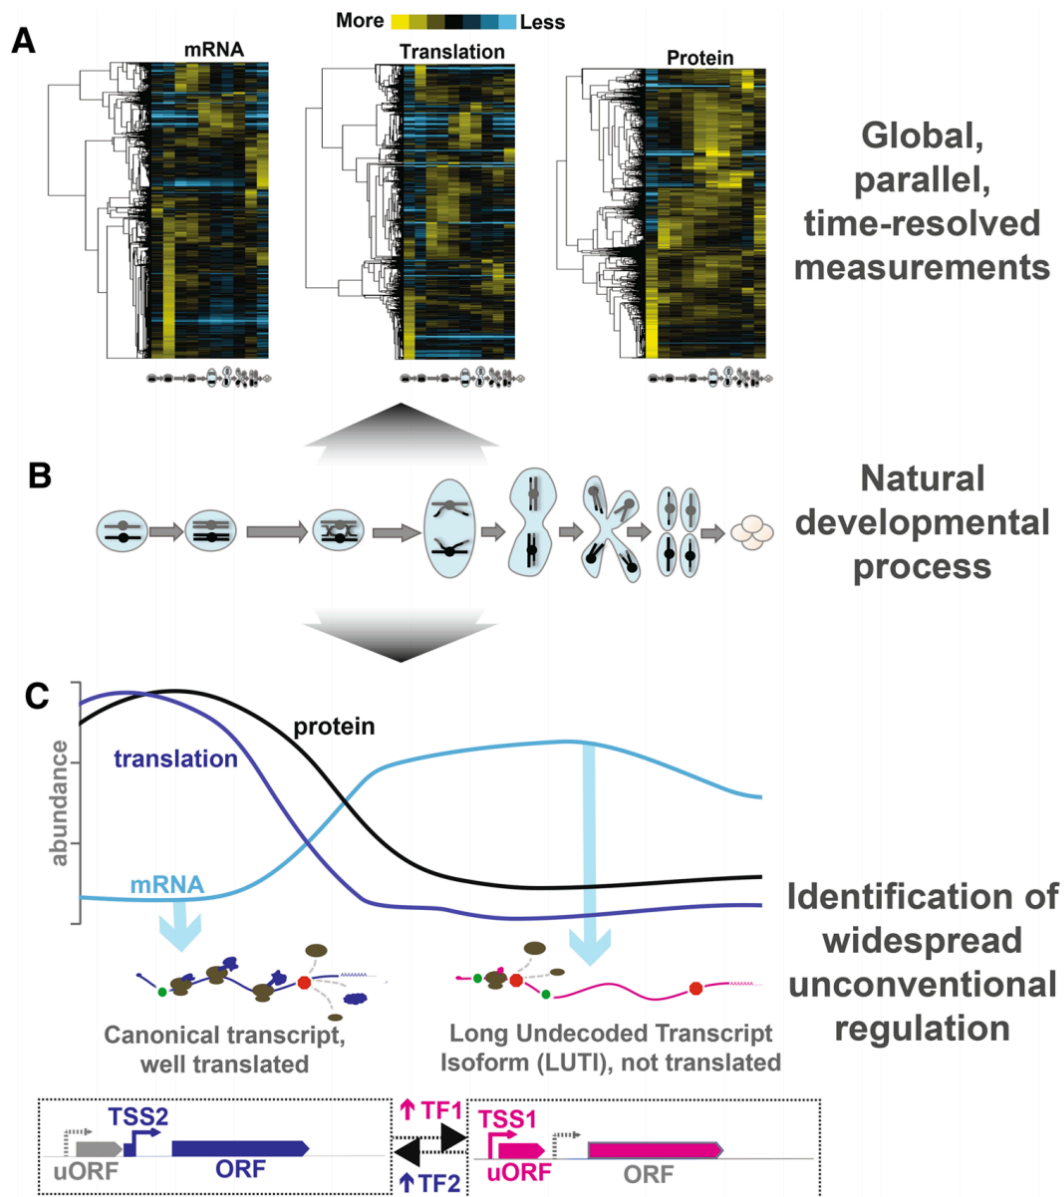 A
More Less
mRNA
Translation
Protein
Global,
parallel,
time-resolved
measurements
B
Natural
developmental
process
C
abundance
protein
translation
mRNA
Identification of
widespread
unconventional
regulation
Canonical transcript,
well translated
Long Undecoded Transcript
Isoform (LUTI), not translated
TSS2
uORF
ORF
TF1
TF2
TSS1
uORF
ORF